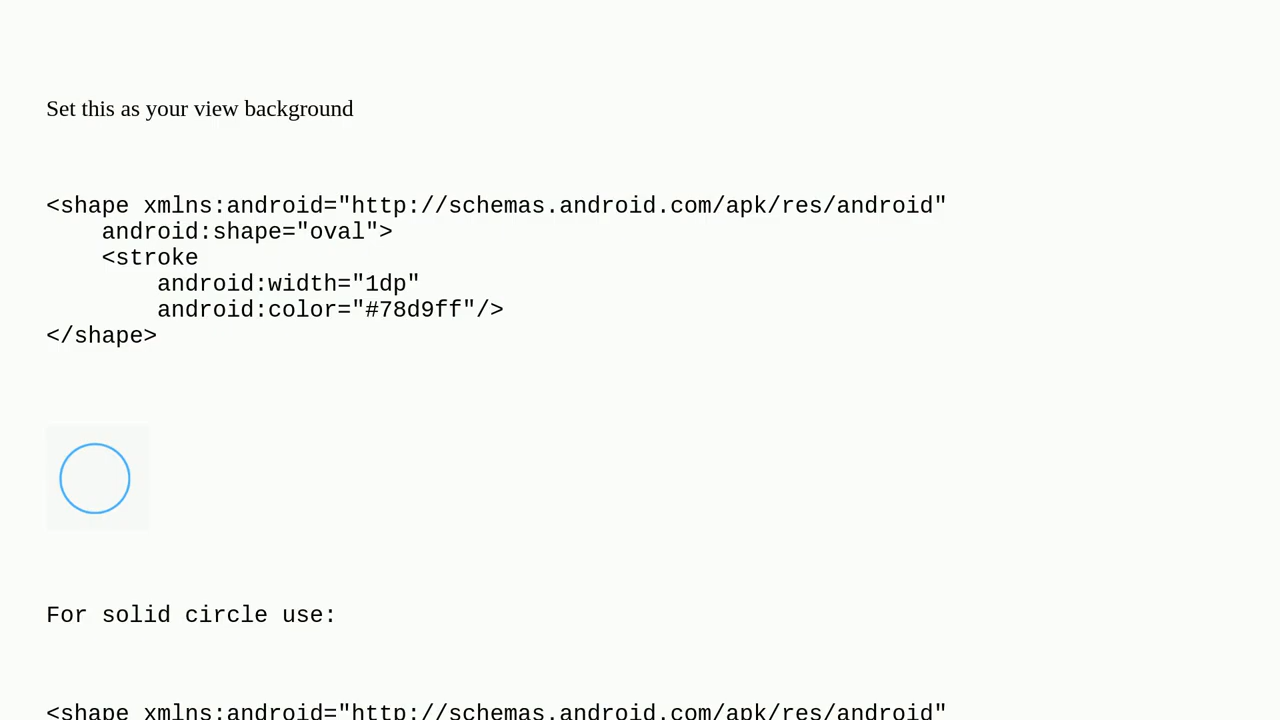 Set this as your view background
<shape xmlns:android="http://schemas.android.com/apk/res/android"
    android:shape="oval">
    <stroke
        android:width="1dp"
        android:color="#78d9ff"/>
</shape>
For solid circle use:
<shape xmlns:android="http://schemas.android.com/apk/res/android"